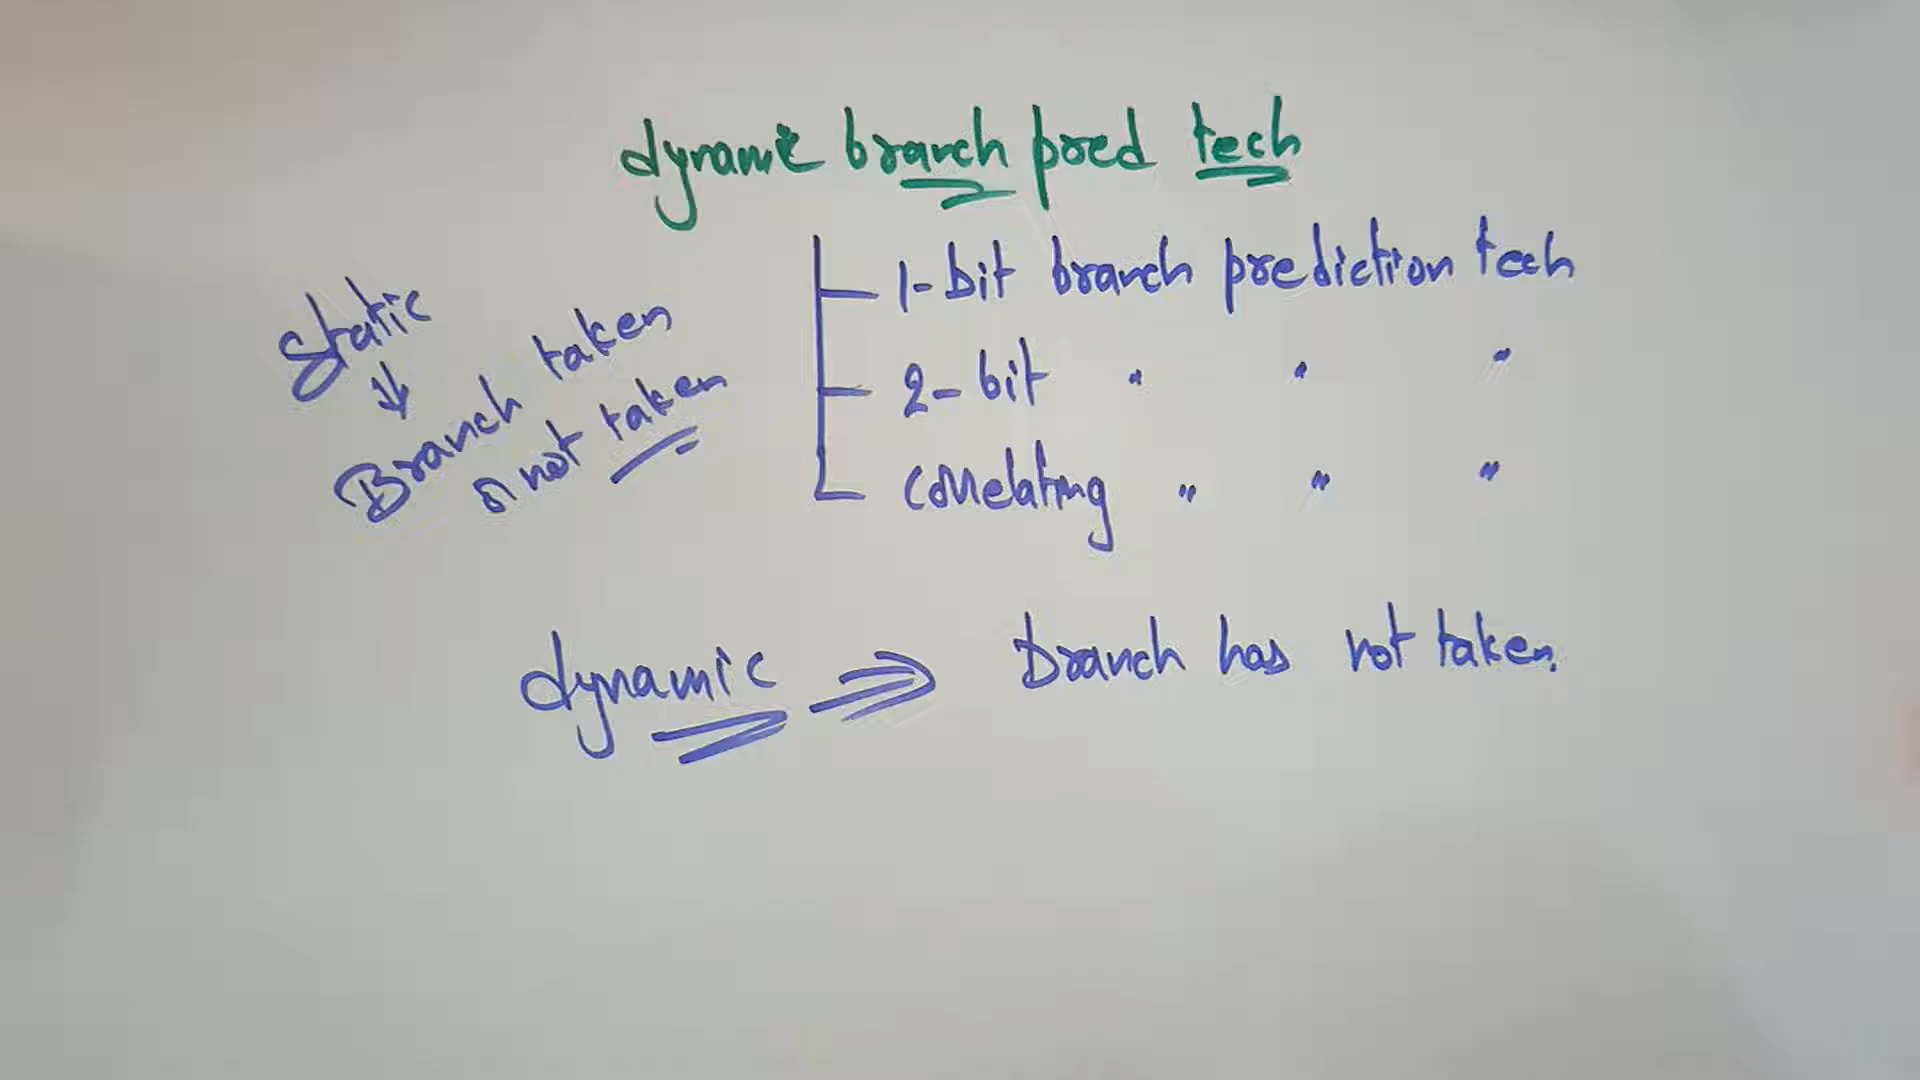 dynamic branch pred tech
1-bit branch prediction tech
2-bit " " "
correlating " " "
Static
↓
Branch taken
or not taken
dynamic ⇒ Branch has not taken.